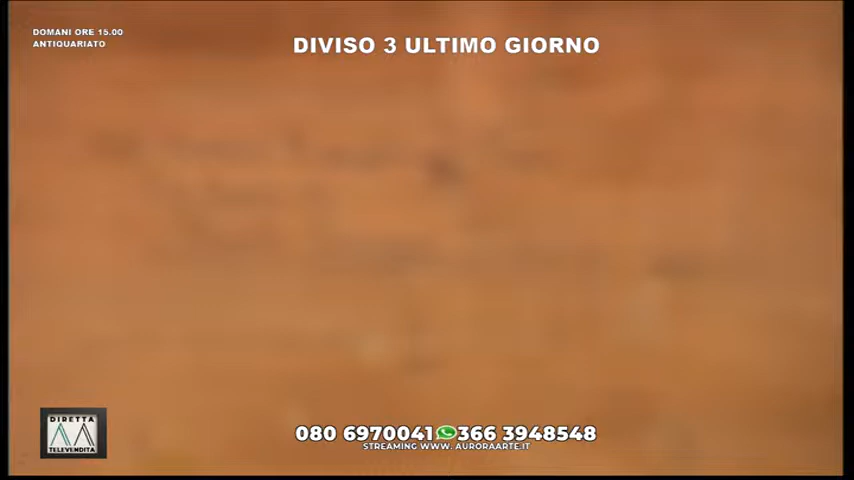 DOMANI ORE 15.00
ANTIQUARIATO
DIVISO 3 ULTIMO GIORNO
DIRETTA
TELEVENDITA
080 6970041 366 3948548
STREAMING WWW. AURORAARTE.IT